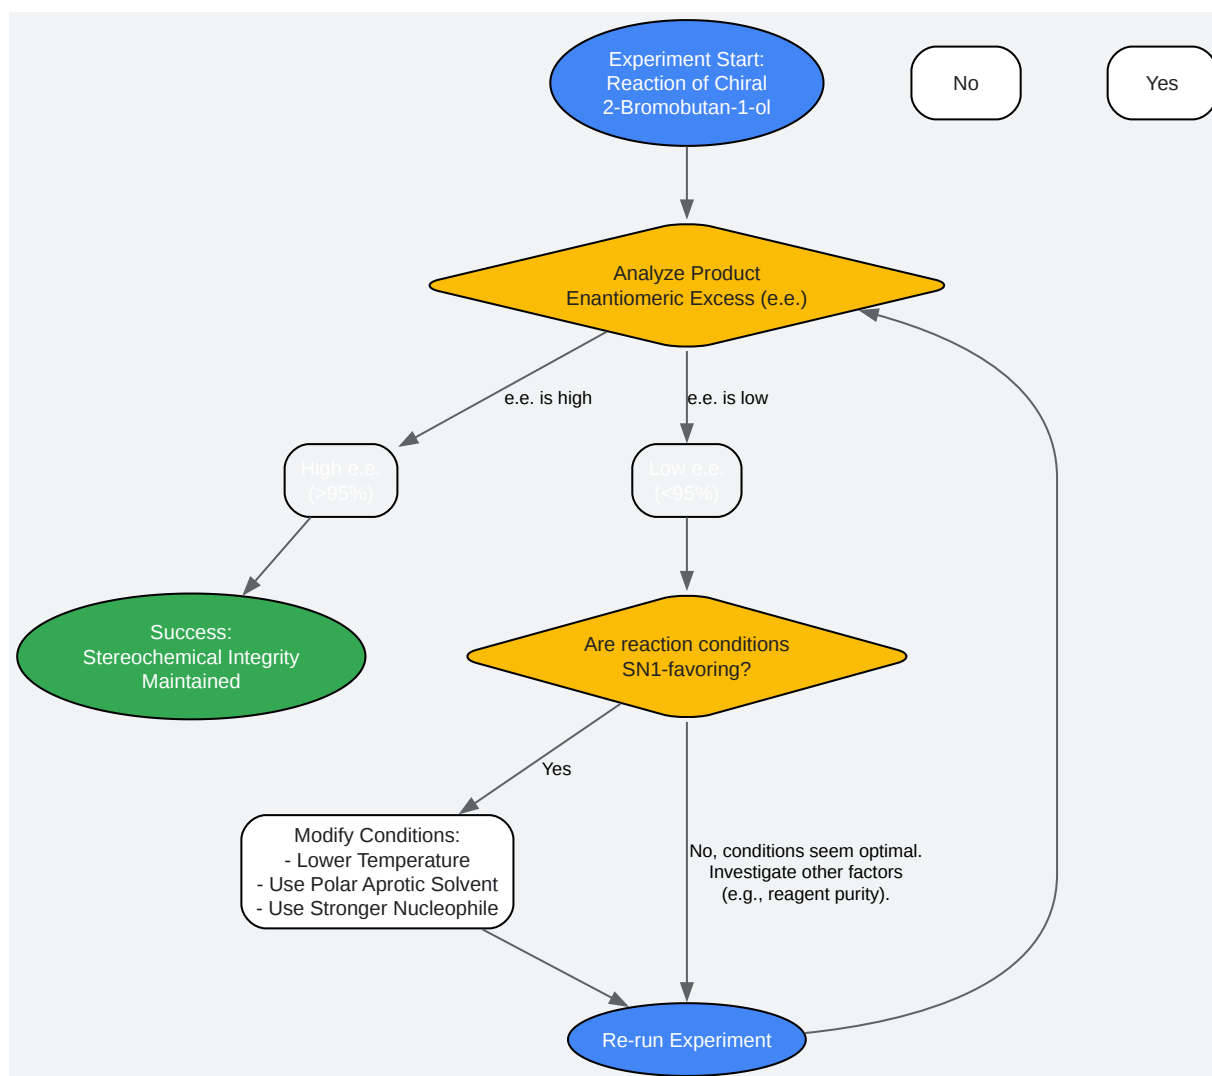 Experiment Start:
Reaction of Chiral
2-Bromobutan-1-ol
No
Yes
Analyze Product
Enantiomeric Excess (e.e.)
e.e. is high
e.e. is low
High e.e.
(>95%)
Low e.e.
(<95%)
Success:
Stereochemical Integrity
Maintained
Are reaction conditions
SN1-favoring?
Yes
Modify Conditions:
- Lower Temperature
- Use Polar Aprotic Solvent
- Use Stronger Nucleophile
No, conditions seem optimal.
Investigate other factors
(e.g., reagent purity).
Re-run Experiment